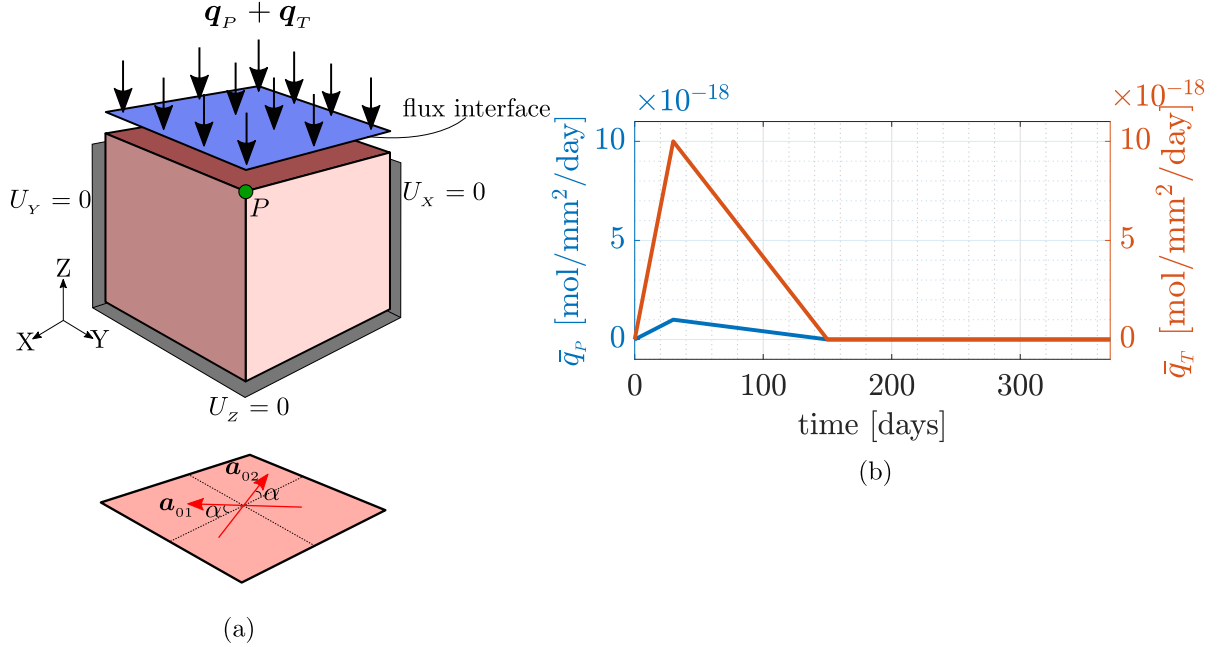 q_P + q_T
flux interface
U_Y = 0
U_X = 0
P
Z
X
Y
U_Z = 0
a_02
α
a_01
α
(a)
×10^−18
×10^−18
10
5
0
10
5
0
q̄_P [mol/mm²/day]
q̄_T [mol/mm²/day]
0 100 200 300
time [days]
(b)